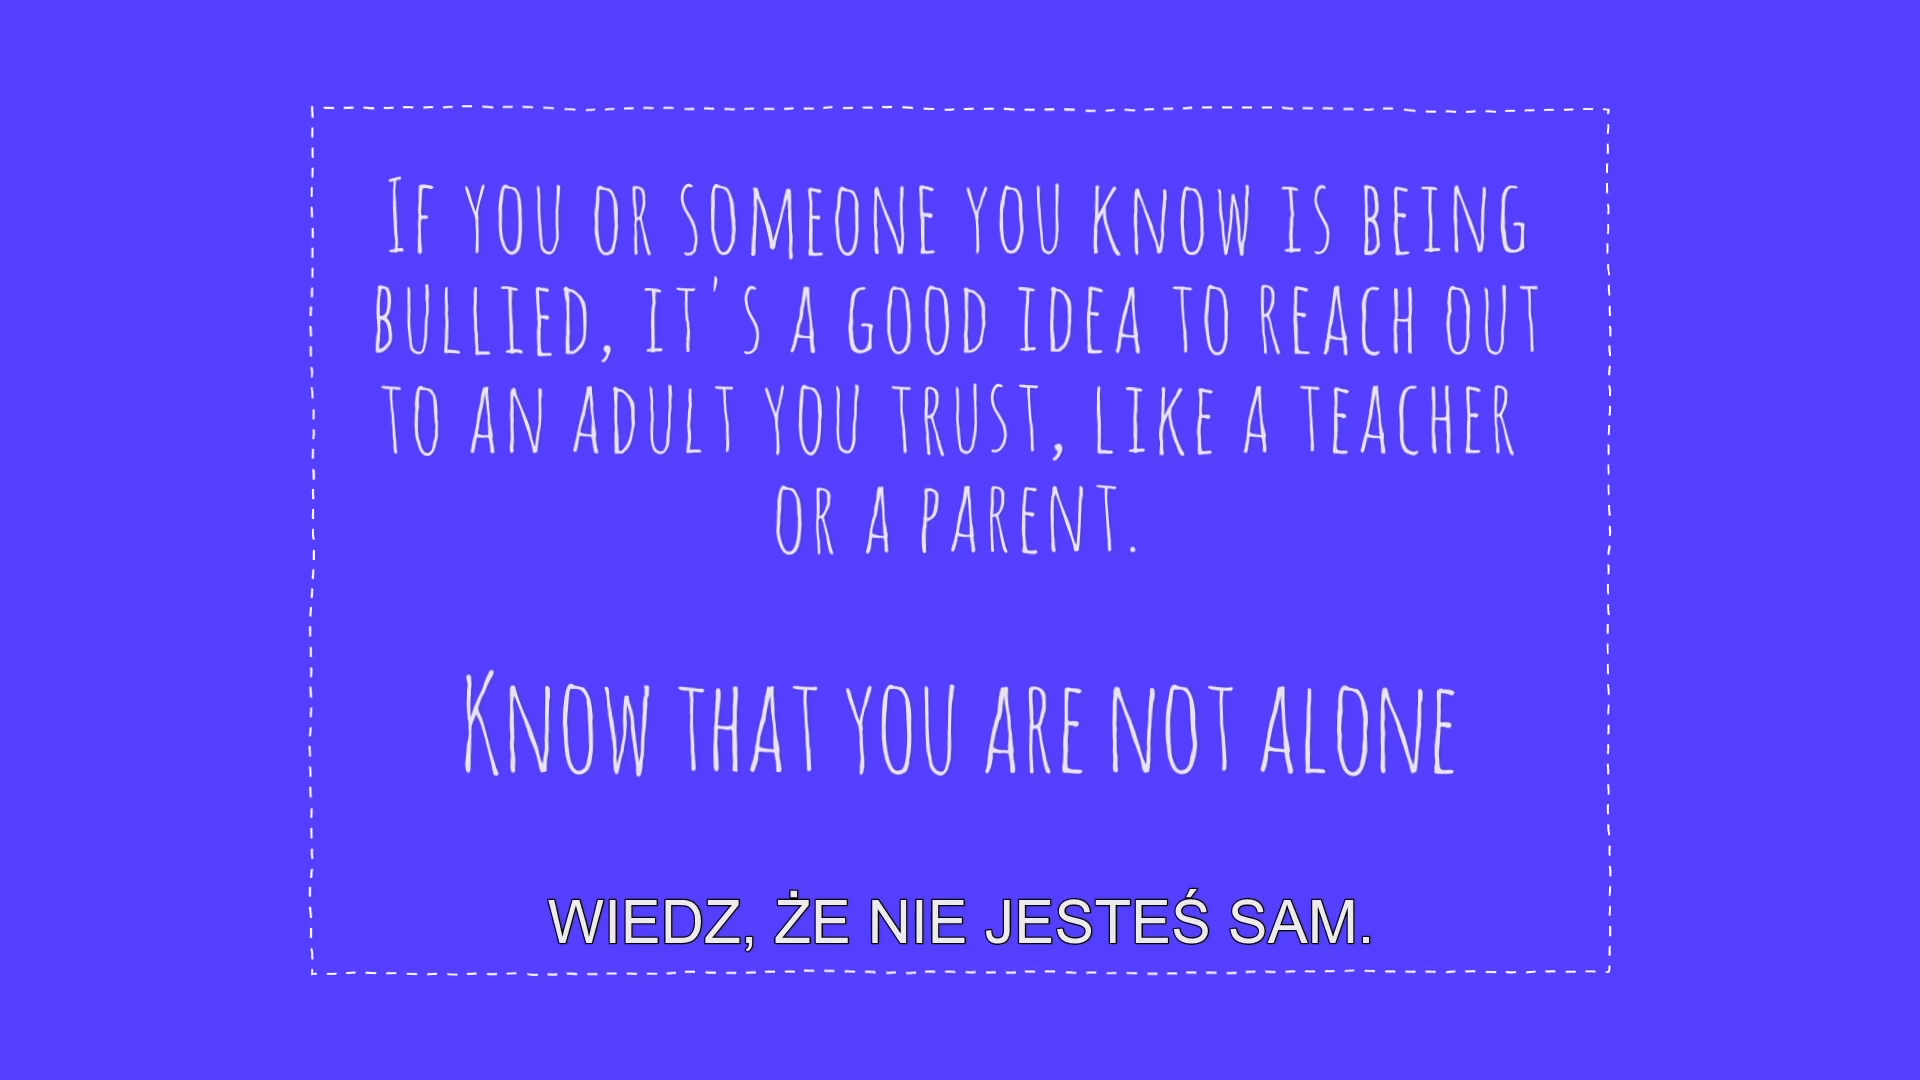 If you or someone you know is being
bullied, it's a good idea to reach out
to an adult you trust, like a teacher
or a parent.
Know that you are not alone
WIEDZ, ŻE NIE JESTEŚ SAM.